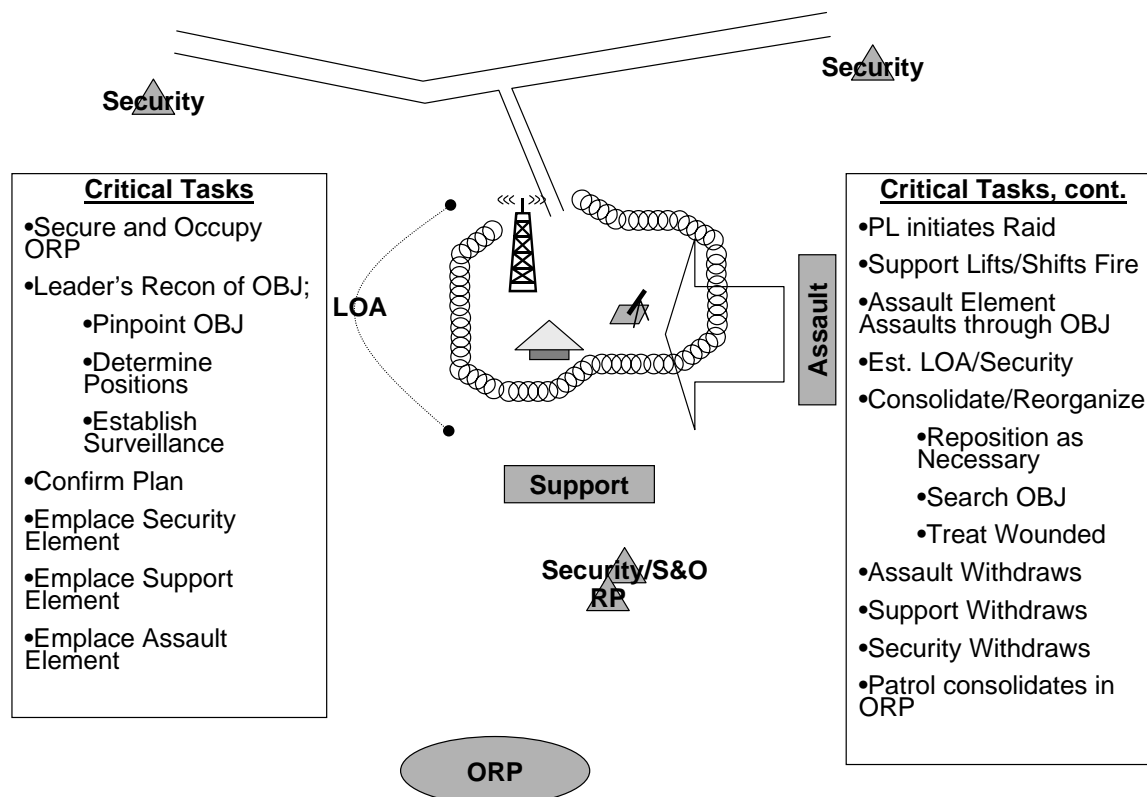 Security
Security
Critical Tasks
•Secure and Occupy
ORP
•Leader's Recon of OBJ;
•Pinpoint OBJ
•Determine
Positions
•Establish
Surveillance
•Confirm Plan
•Emplace Security
Element
•Emplace Support
Element
•Emplace Assault
Element
LOA
Assault
Support
Security/S&O
RP
ORP
Critical Tasks, cont.
•PL initiates Raid
•Support Lifts/Shifts Fire
•Assault Element
Assaults through OBJ
•Est. LOA/Security
•Consolidate/Reorganize
•Reposition as
Necessary
•Search OBJ
•Treat Wounded
•Assault Withdraws
•Support Withdraws
•Security Withdraws
•Patrol consolidates in
ORP